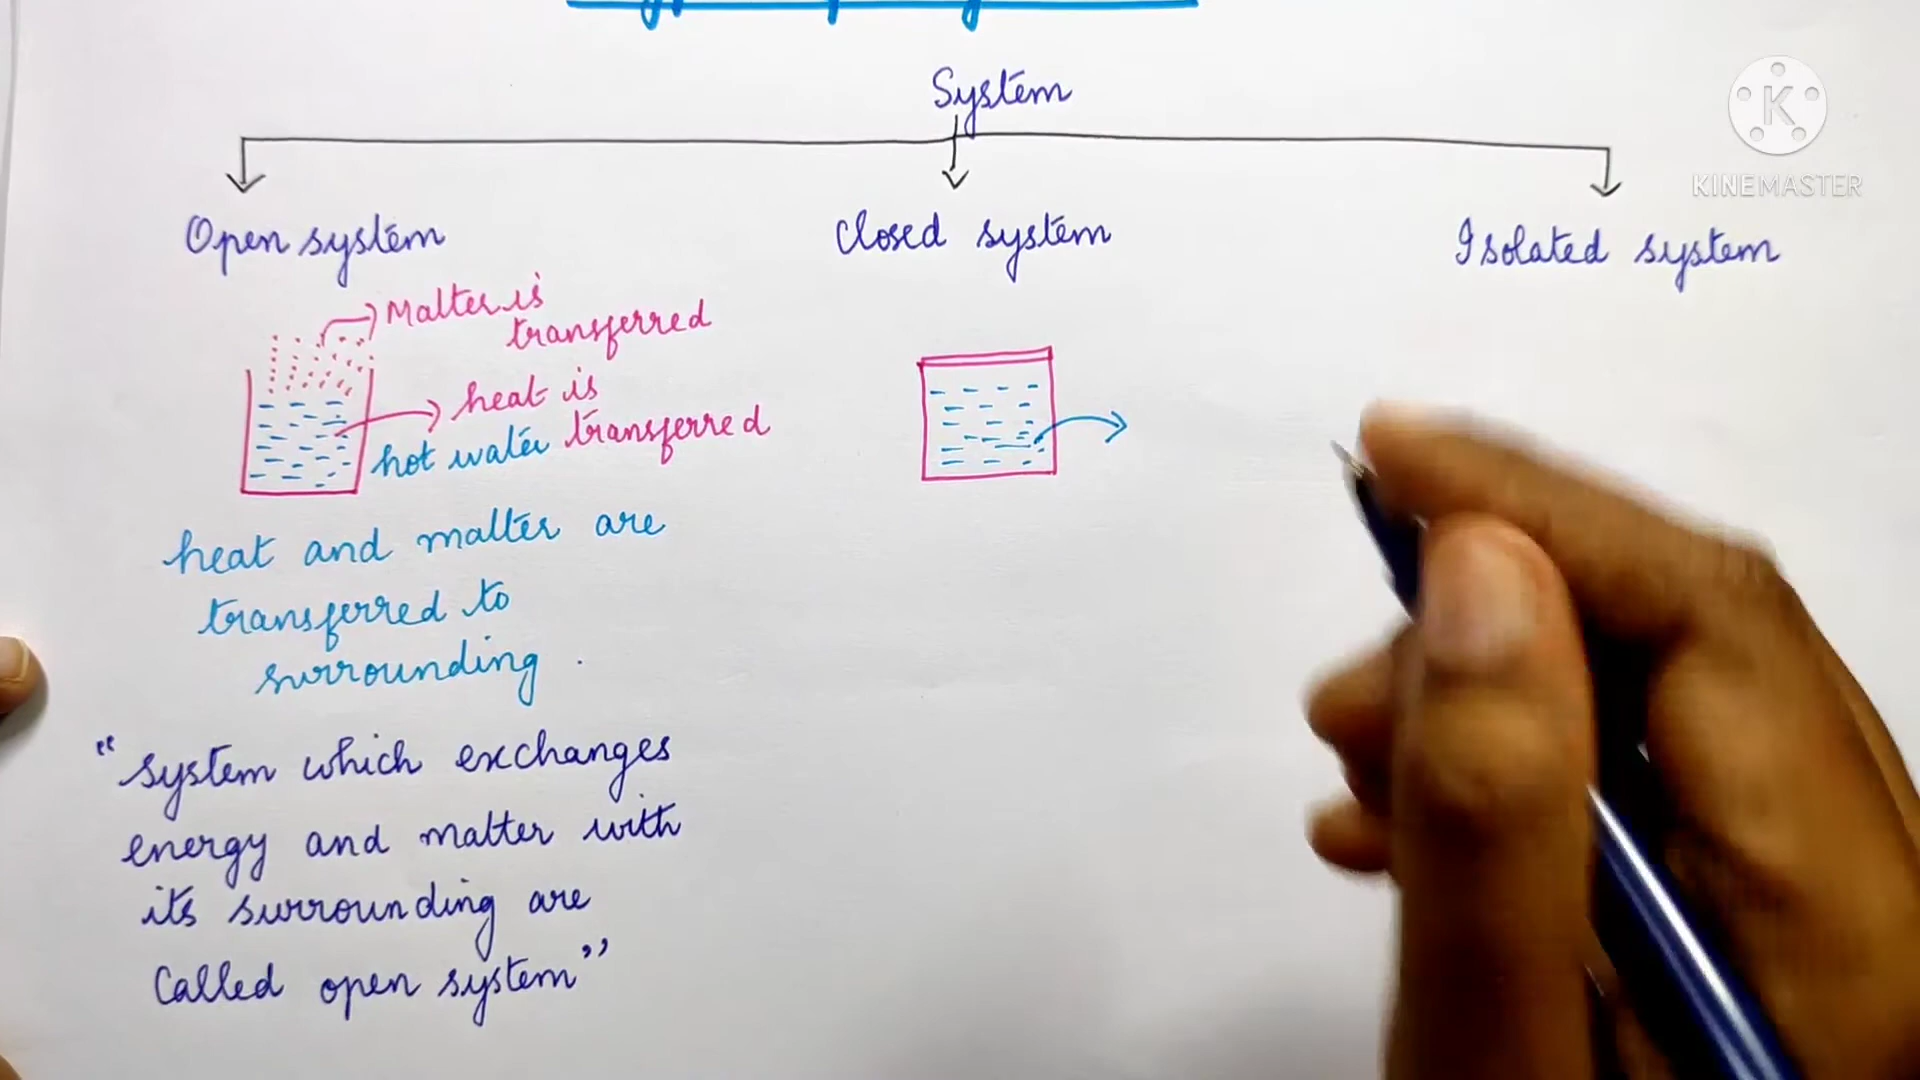 System
Open system
Closed system
Isolated system
KINEMASTER
Matter is
transferred
heat is
transferred
hot water
heat and matter are
transferred to
surrounding.
"system which exchanges
energy and matter with
its surrounding are
Called open system"